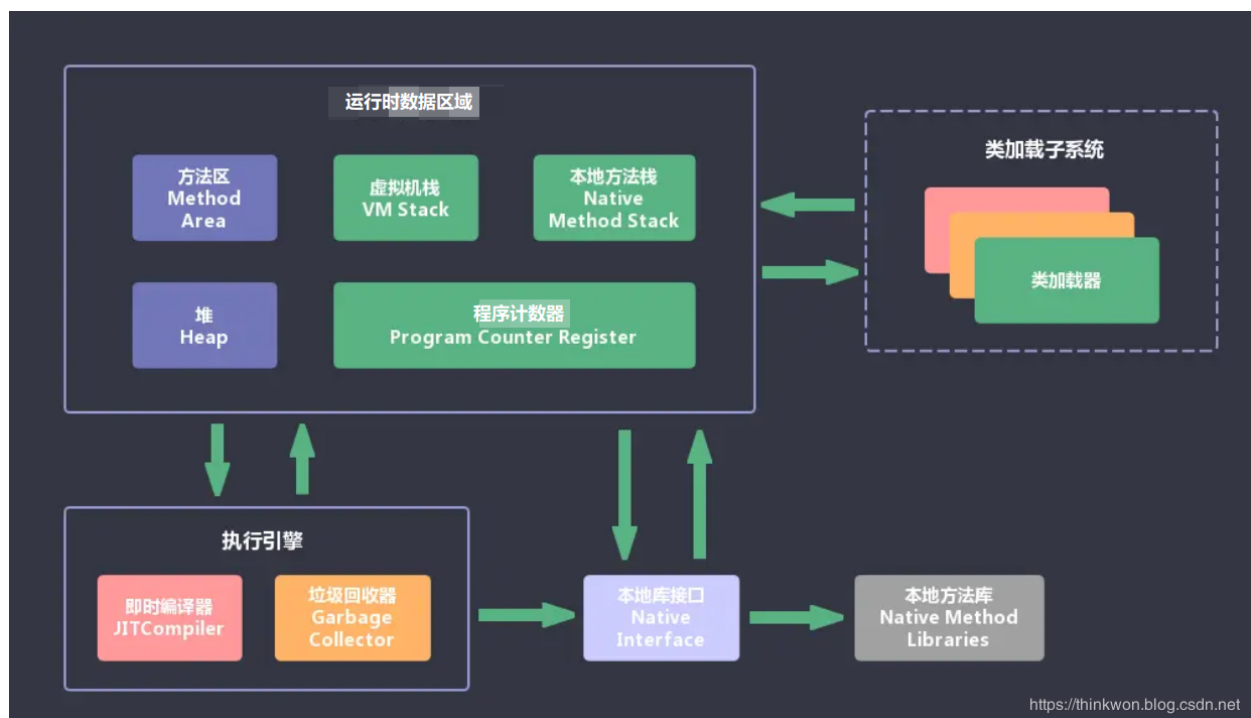 运行时数据区域
方法区
Method
Area
虚拟机栈
VM Stack
本地方法栈
Native
Method Stack
堆
Heap
程序计数器
Program Counter Register
类加载子系统
类加载器
执行引擎
即时编译器
JITCompiler
垃圾回收器
Garbage
Collector
本地库接口
Native
Interface
本地方法库
Native Method
Libraries
https://thinkwon.blog.csdn.net